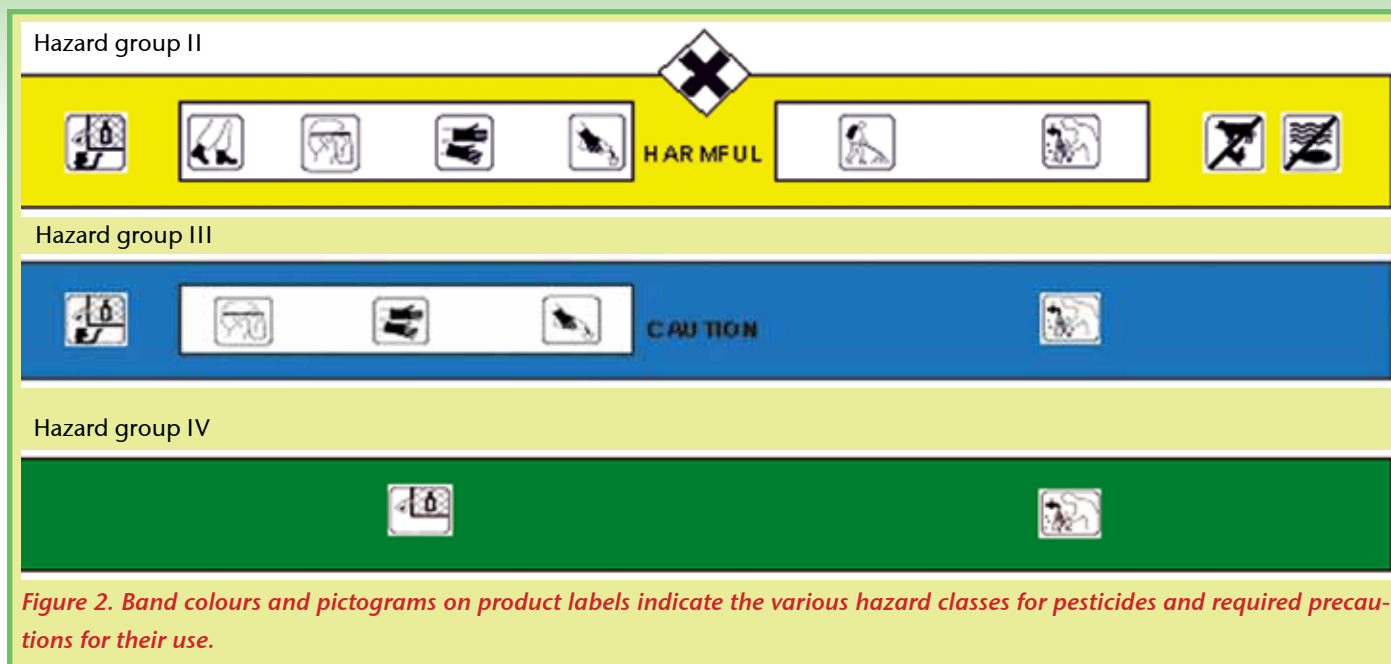 Hazard group II
HARMFUL
Hazard group III
CAUTION
Hazard group IV
Figure 2. Band colours and pictograms on product labels indicate the various hazard classes for pesticides and required precau-
tions for their use.